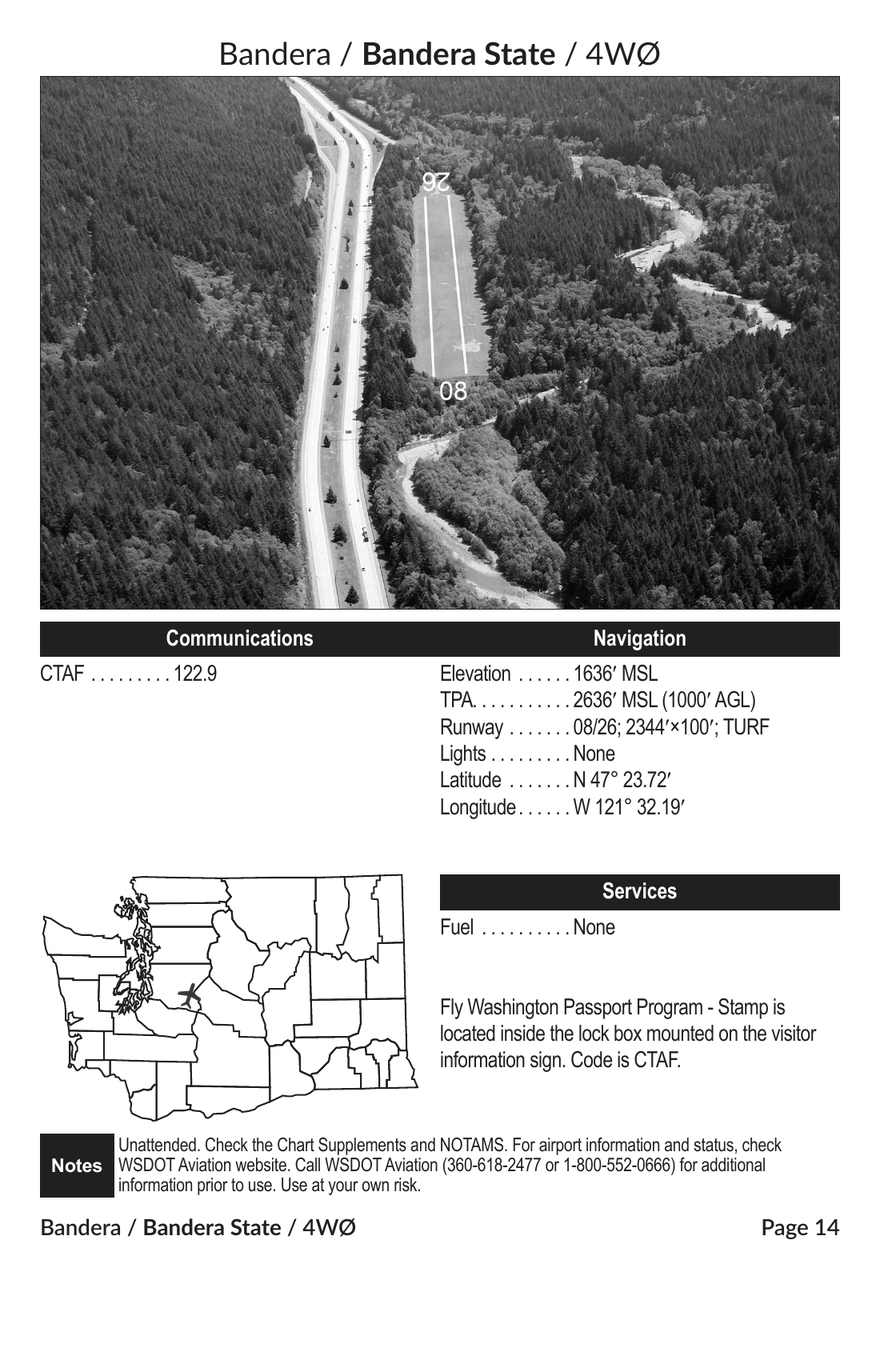 Bandera / Bandera State / 4WØ
26
08
Communications
CTAF . . . . . . . . . 122.9
Navigation
Elevation . . . . . . 1636′ MSL
TPA. . . . . . . . . . . 2636′ MSL (1000′ AGL)
Runway . . . . . . . 08/26; 2344′×100′; TURF
Lights . . . . . . . . . None
Latitude . . . . . . . N 47° 23.72′
Longitude . . . . . . W 121° 32.19′
Services
Fuel . . . . . . . . . . None
Fly Washington Passport Program - Stamp is
located inside the lock box mounted on the visitor
information sign. Code is CTAF.
Notes
Unattended. Check the Chart Supplements and NOTAMS. For airport information and status, check
WSDOT Aviation website. Call WSDOT Aviation (360-618-2477 or 1-800-552-0666) for additional
information prior to use. Use at your own risk.
Bandera / Bandera State / 4WØ
Page 14